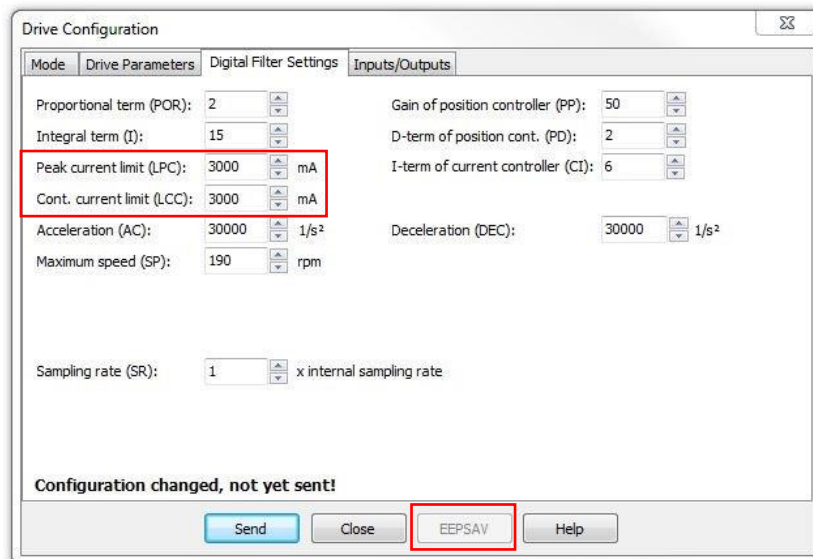 Drive Configuration
Mode Drive Parameters Digital Filter Settings Inputs/Outputs
Proportional term (POR): 2 Gain of position controller (PP): 50
Integral term (I): 15 D-term of position cont. (PD): 2
Peak current limit (LPC): 3000 mA I-term of current controller (CI): 6
Cont. current limit (LCC): 3000 mA
Acceleration (AC): 30000 1/s² Deceleration (DEC): 30000 1/s²
Maximum speed (SP): 190 rpm
Sampling rate (SR): 1 x internal sampling rate
Configuration changed, not yet sent!
Send Close EEPSAV Help